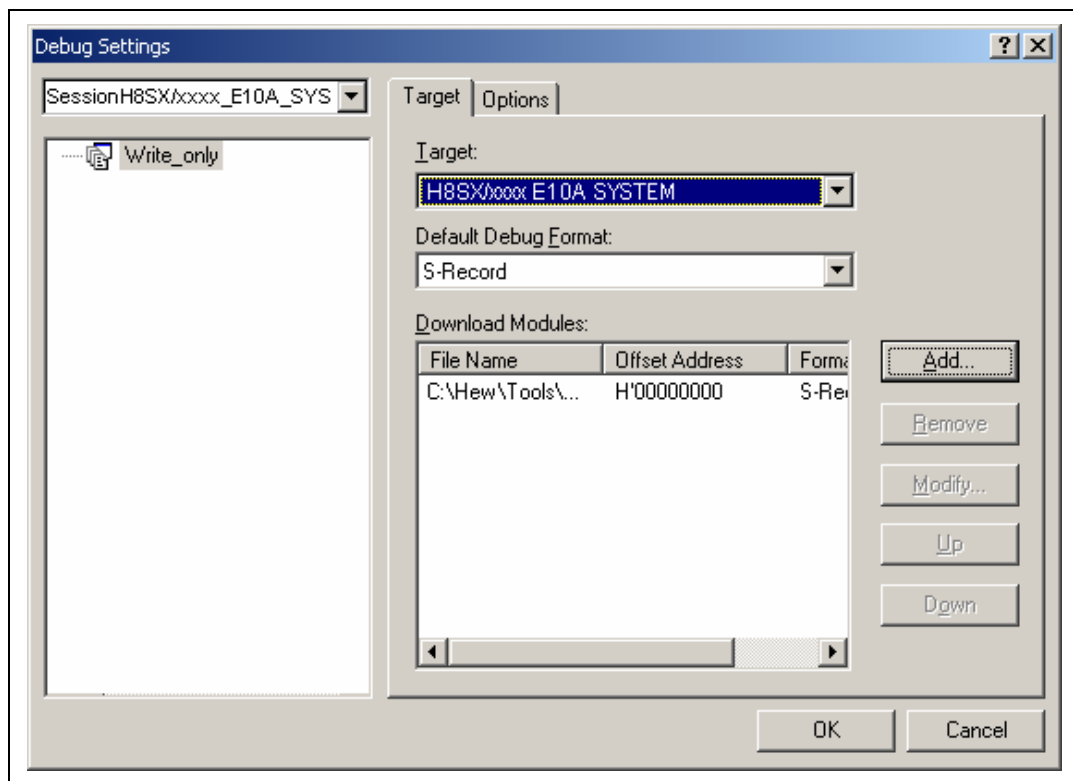 Debug Settings
SessionH8SX/xxxx_E10A_SYS
Write_only
Target
Options
Target:
H8SX/xxxx E10A SYSTEM
Default Debug Format:
S-Record
Download Modules:
File Name Offset Address Forma
C:\Hew\Tools\... H'00000000 S-Re
Add...
Remove
Modify...
Up
Down
OK Cancel